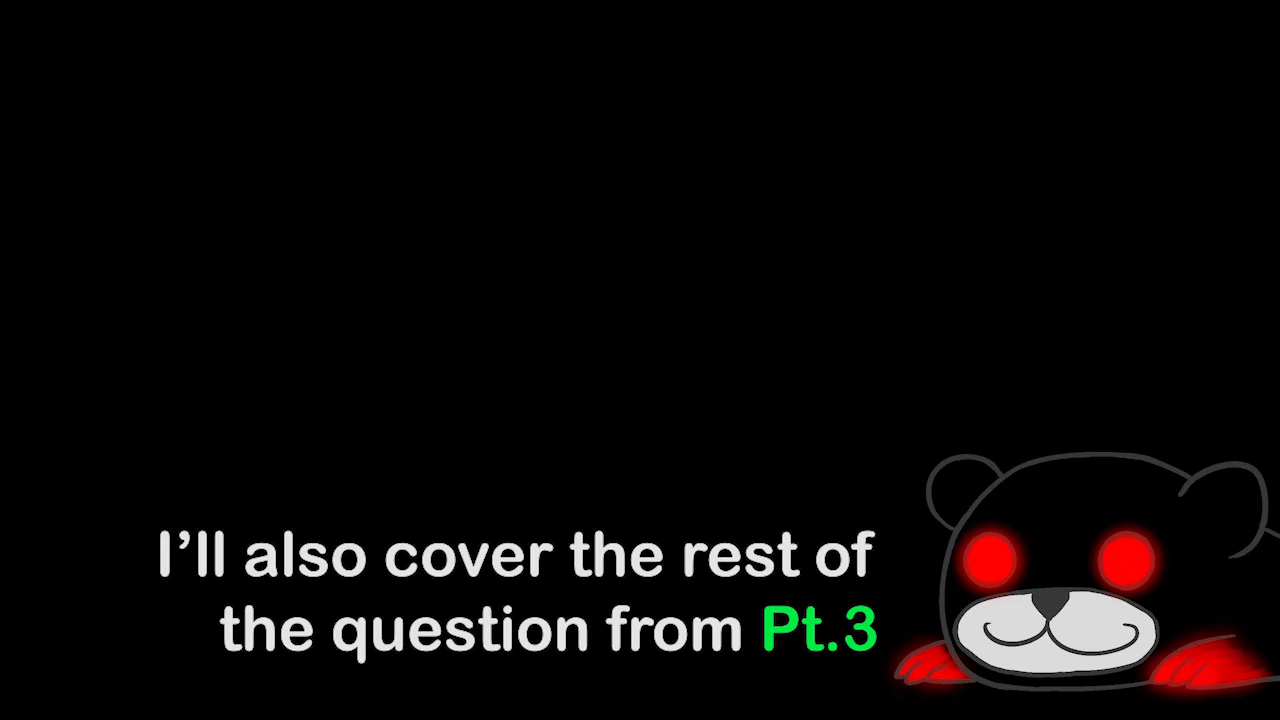 I’ll also cover the rest of
the question from Pt.3